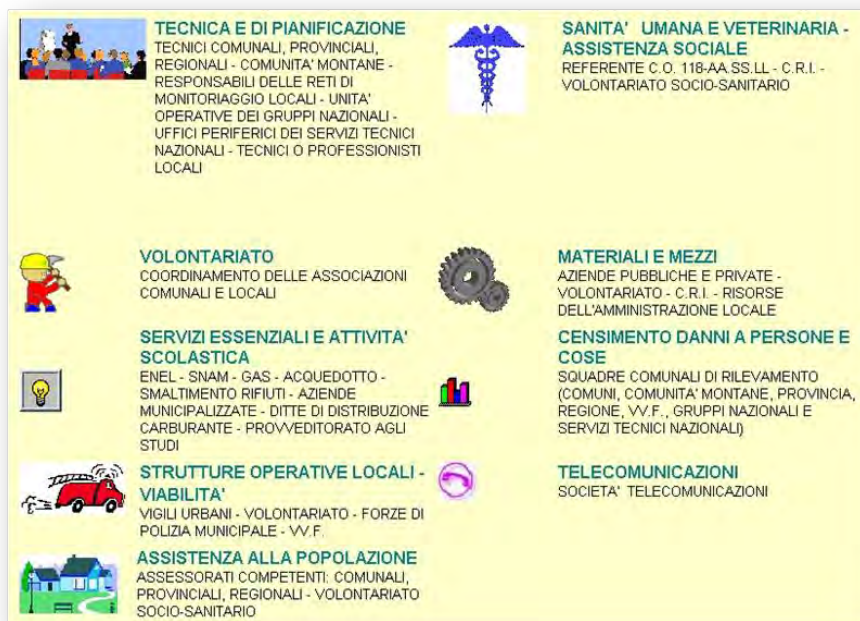 TECNICA E DI PIANIFICAZIONE
TECNICI COMUNALI, PROVINCIALI,
REGIONALI - COMUNITA' MONTANE -
RESPONSABILI DELLE RETI DI
MONITORIAGGIO LOCALI - UNITA'
OPERATIVE DEI GRUPPI NAZIONALI -
UFFICI PERIFERICI DEI SERVIZI TECNICI
NAZIONALI - TECNICI O PROFESSIONISTI
LOCALI
SANITA' UMANA E VETERINARIA -
ASSISTENZA SOCIALE
REFERENTE C.O. 118-AA.SS.LL - C.R.I. -
VOLONTARIATO SOCIO-SANITARIO
VOLONTARIATO
COORDINAMENTO DELLE ASSOCIAZIONI
COMUNALI E LOCALI
MATERIALI E MEZZI
AZIENDE PUBBLICHE E PRIVATE -
VOLONTARIATO - C.R.I. - RISORSE
DELL'AMMINISTRAZIONE LOCALE
SERVIZI ESSENZIALI E ATTIVITA'
SCOLASTICA
ENEL - SNAM - GAS - ACQUEDOTTO -
SMALTIMENTO RIFIUTI - AZIENDE
MUNICIPALIZZATE - DITTE DI DISTRIBUZIONE
CARBURANTE - PROVVEDITORATO AGLI
STUDI
CENSIMENTO DANNI A PERSONE E
COSE
SQUADRE COMUNALI DI RILEVAMENTO
(COMUNI, COMUNITA' MONTANE, PROVINCIA,
REGIONE, VV.F., GRUPPI NAZIONALI E
SERVIZI TECNICI NAZIONALI)
STRUTTURE OPERATIVE LOCALI -
VIABILITA'
VIGILI URBANI - VOLONTARIATO - FORZE DI
POLIZIA MUNICIPALE - VV.F.
TELECOMUNICAZIONI
SOCIETA' TELECOMUNICAZIONI
ASSISTENZA ALLA POPOLAZIONE
ASSESSORATI COMPETENTI: COMUNALI,
PROVINCIALI, REGIONALI - VOLONTARIATO
SOCIO-SANITARIO